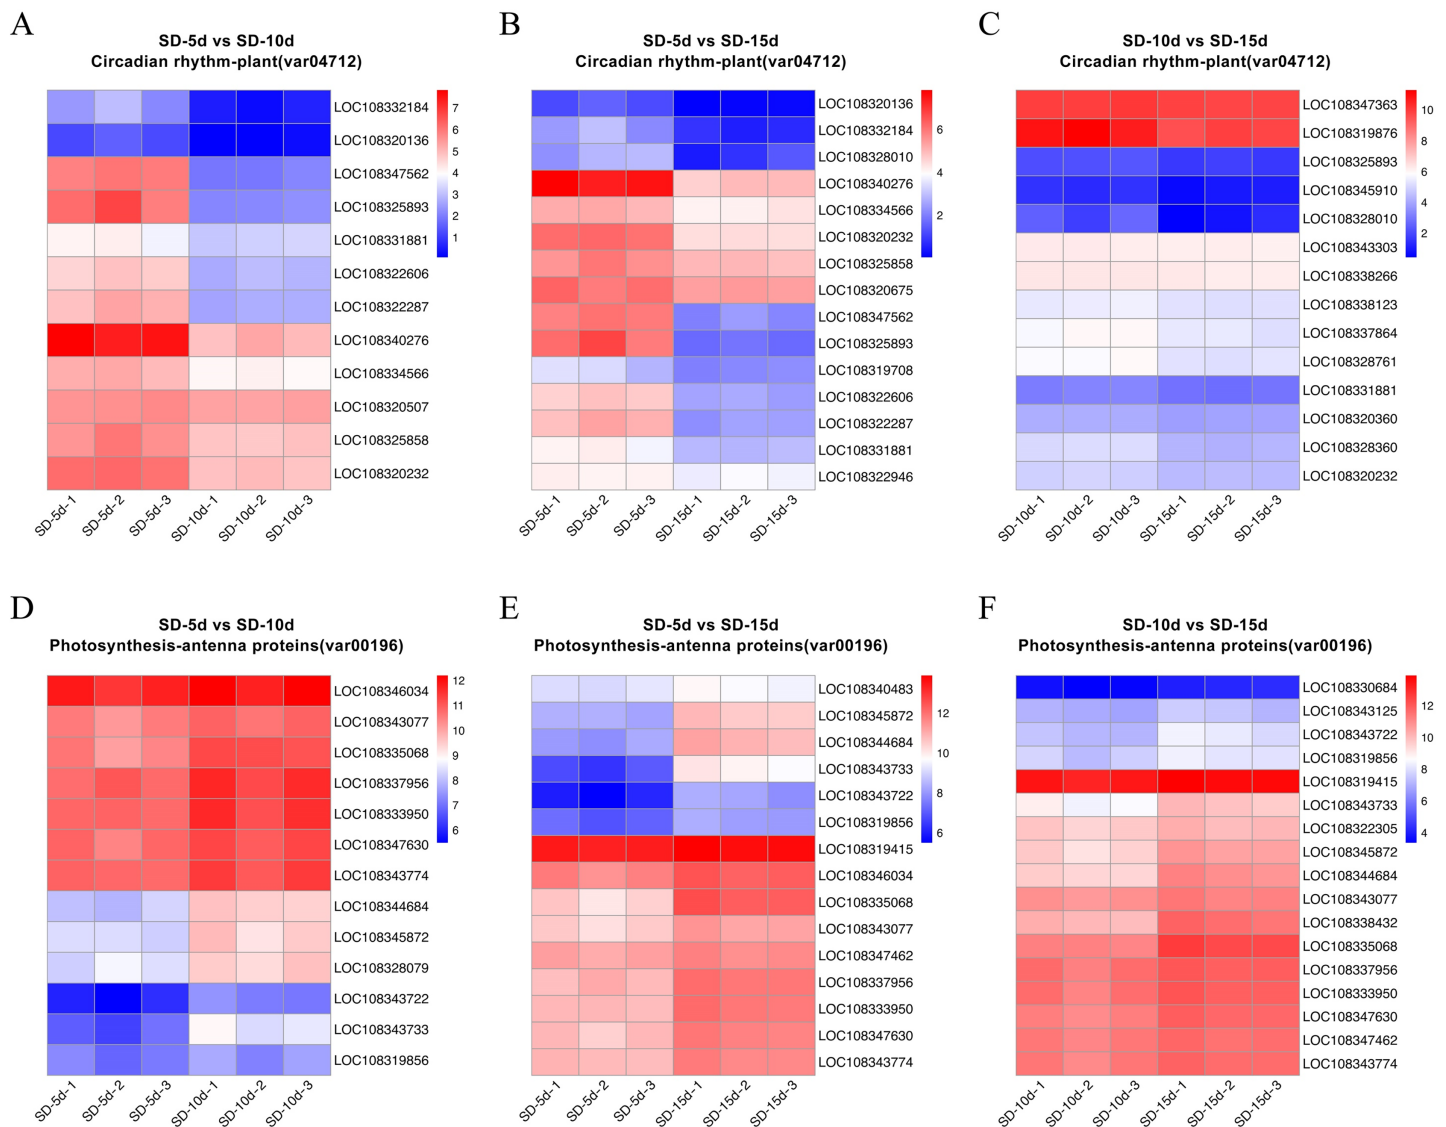 A
SD-5d vs SD-10d
Circadian rhythm-plant(var04712)
LOC108332184
LOC108320136
LOC108347562
LOC108325893
LOC108331881
LOC108322606
LOC108322287
LOC108340276
LOC108334566
LOC108320507
LOC108325858
LOC108320232
7
6
5
4
3
2
1
SD-5d-1
SD-5d-2
SD-5d-3
SD-10d-1
SD-10d-2
SD-10d-3
B
SD-5d vs SD-15d
Circadian rhythm-plant(var04712)
LOC108320136
LOC108332184
LOC108328010
LOC108340276
LOC108334566
LOC108320232
LOC108325858
LOC108320675
LOC108347562
LOC108325893
LOC108319708
LOC108322606
LOC108322287
LOC108331881
LOC108322946
6
4
2
SD-5d-1
SD-5d-2
SD-5d-3
SD-15d-1
SD-15d-2
SD-15d-3
C
SD-10d vs SD-15d
Circadian rhythm-plant(var04712)
LOC108347363
LOC108319876
LOC108325893
LOC108345910
LOC108328010
LOC108343303
LOC108338266
LOC108338123
LOC108337864
LOC108328761
LOC108331881
LOC108320360
LOC108328360
LOC108320232
10
8
6
4
2
SD-10d-1
SD-10d-2
SD-10d-3
SD-15d-1
SD-15d-2
SD-15d-3
D
SD-5d vs SD-10d
Photosynthesis-antenna proteins(var00196)
LOC108346034
LOC108343077
LOC108335068
LOC108337956
LOC108333950
LOC108347630
LOC108343774
LOC108344684
LOC108345872
LOC108328079
LOC108343722
LOC108343733
LOC108319856
12
11
10
9
8
7
6
SD-5d-1
SD-5d-2
SD-5d-3
SD-10d-1
SD-10d-2
SD-10d-3
E
SD-5d vs SD-15d
Photosynthesis-antenna proteins(var00196)
LOC108340483
LOC108345872
LOC108344684
LOC108343733
LOC108343722
LOC108319856
LOC108319415
LOC108346034
LOC108335068
LOC108343077
LOC108347462
LOC108337956
LOC108333950
LOC108347630
LOC108343774
12
10
8
6
SD-5d-1
SD-5d-2
SD-5d-3
SD-15d-1
SD-15d-2
SD-15d-3
F
SD-10d vs SD-15d
Photosynthesis-antenna proteins(var00196)
LOC108330684
LOC108343125
LOC108343722
LOC108319856
LOC108319415
LOC108343733
LOC108322305
LOC108345872
LOC108344684
LOC108343077
LOC108338432
LOC108335068
LOC108337956
LOC108333950
LOC108347630
LOC108347462
LOC108343774
12
10
8
6
4
SD-10d-1
SD-10d-2
SD-10d-3
SD-15d-1
SD-15d-2
SD-15d-3